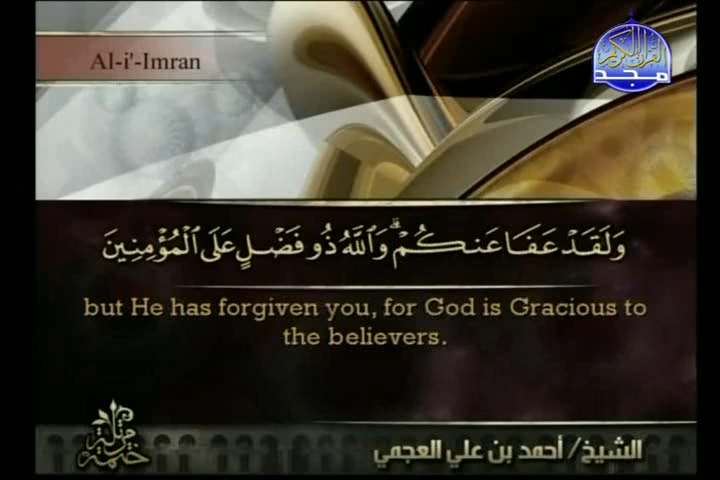 Al-i'-Imran
القرآن الكريم
مجد
وَلَقَدْ عَفَا عَنكُمْ ۗ وَاللَّهُ ذُو فَضْلٍ عَلَى الْمُؤْمِنِينَ
but He has forgiven you, for God is Gracious to
the believers.
ختمة مرتلة
الشيخ/ أحمد بن علي العجمي